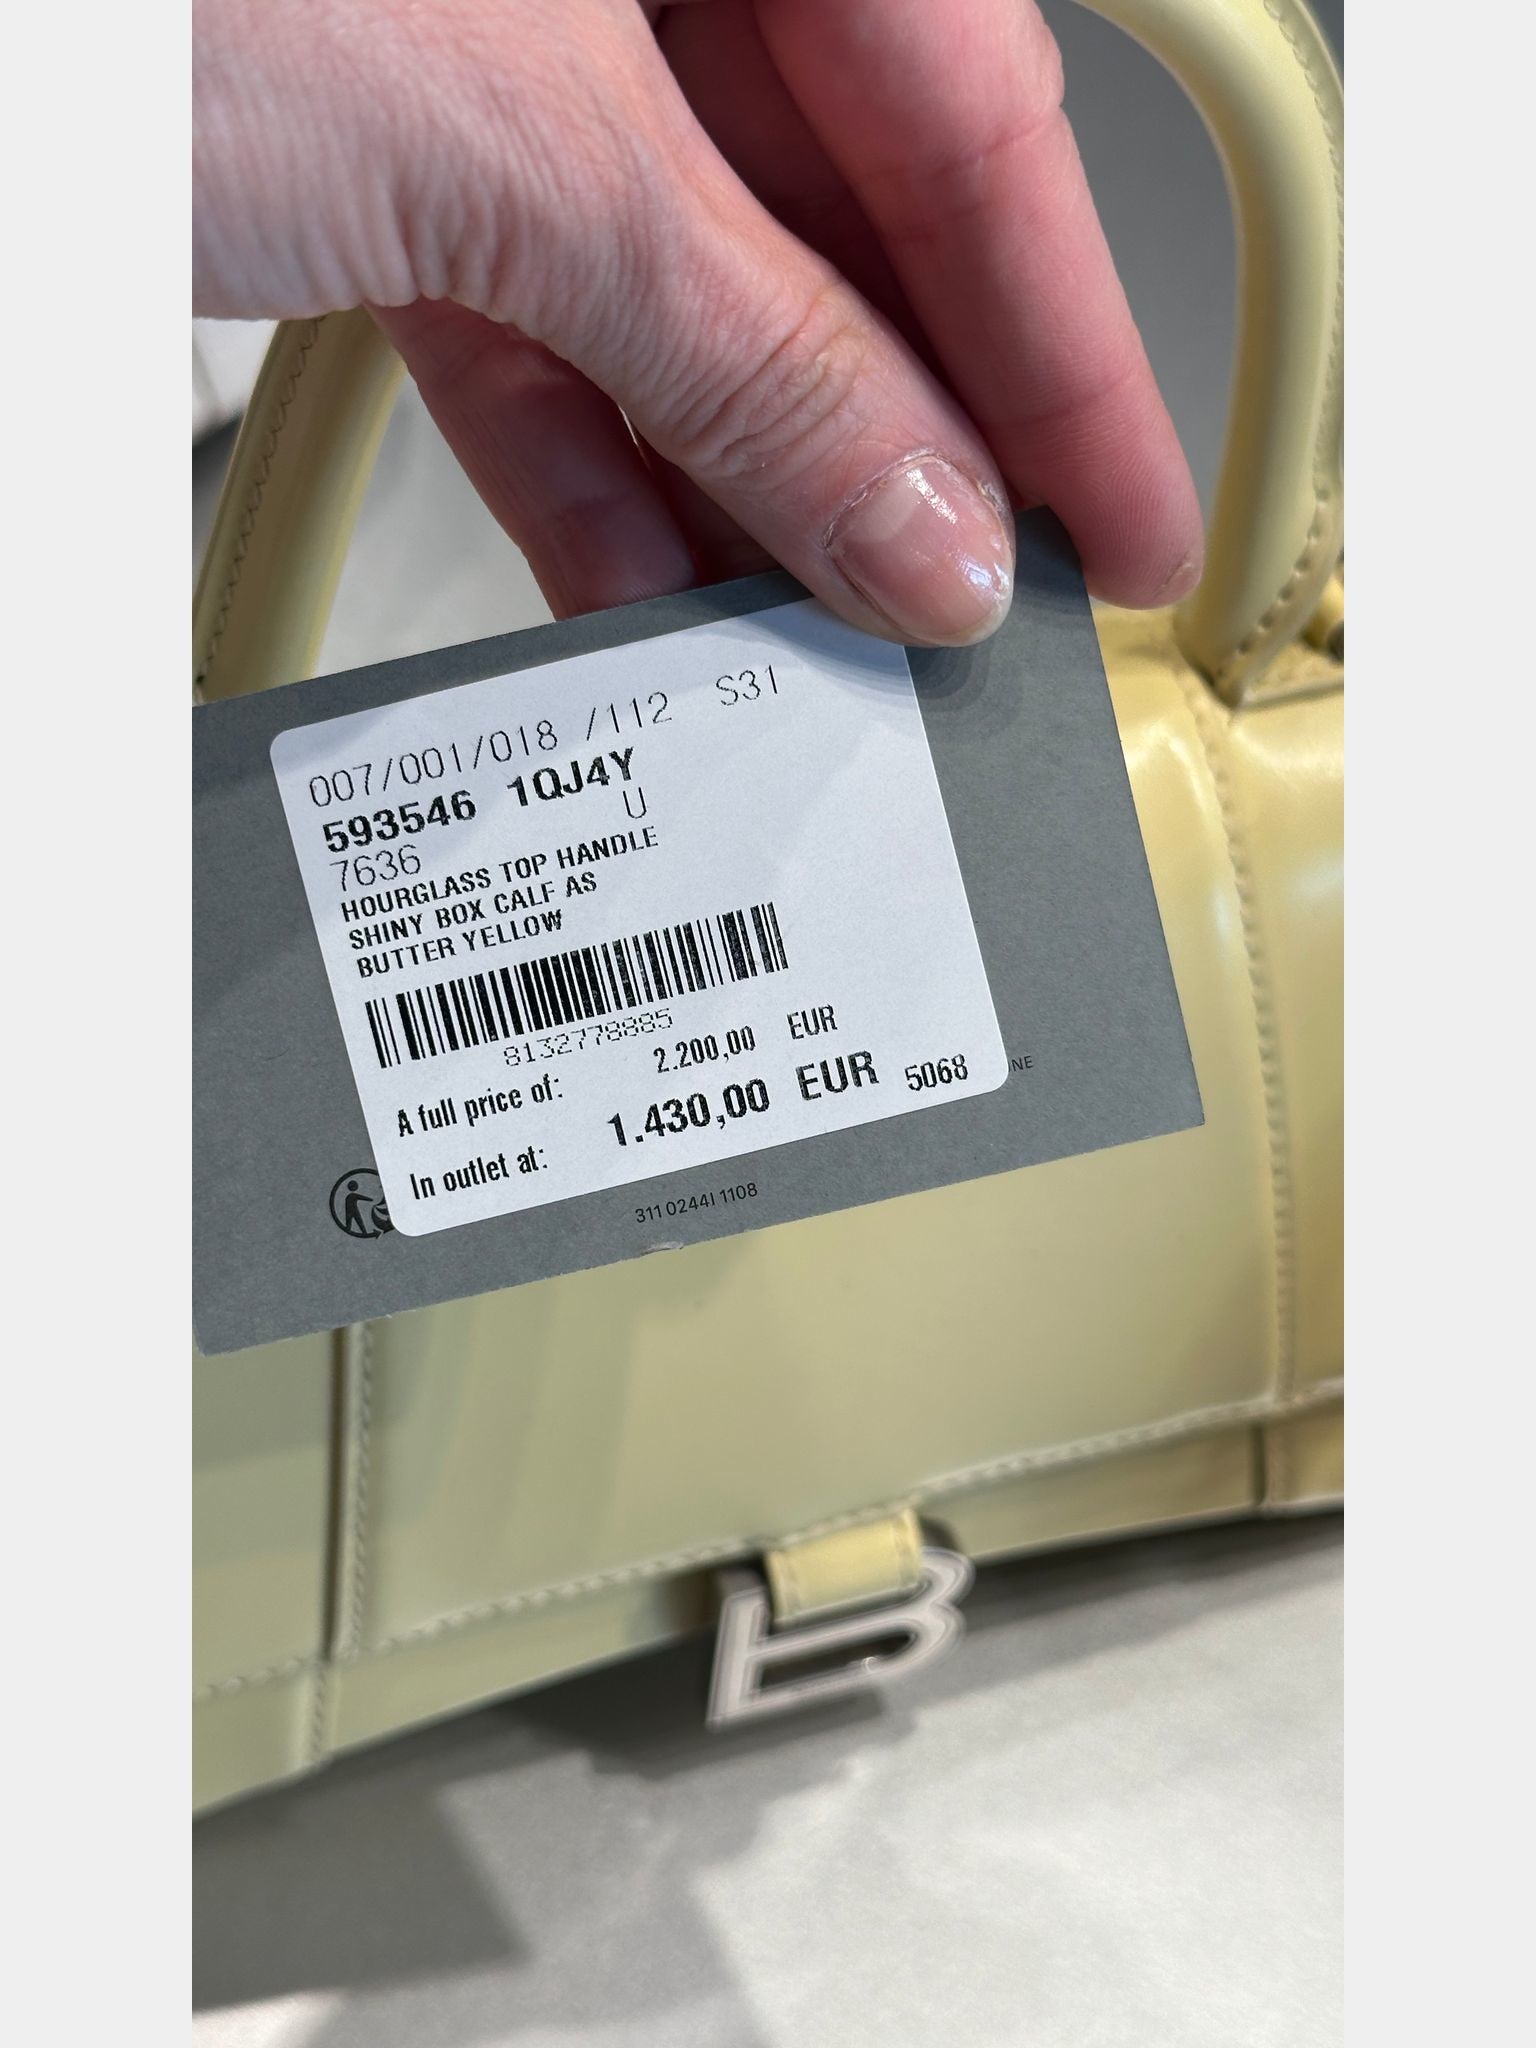 007/001/018 /112 S31
593546 1QJ4Y
U
7636
HOURGLASS TOP HANDLE
SHINY BOX CALF AS
BUTTER YELLOW
8132778885
A full price of: 2.200,00 EUR
In outlet at: 1.430,00 EUR 5068
NE
311 0244I 1108
B